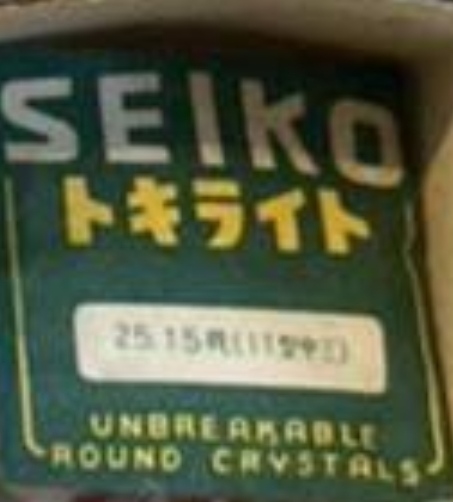 SEIKO
トキライト
25.15
UNBREAKABLE
ROUND CRYSTALS